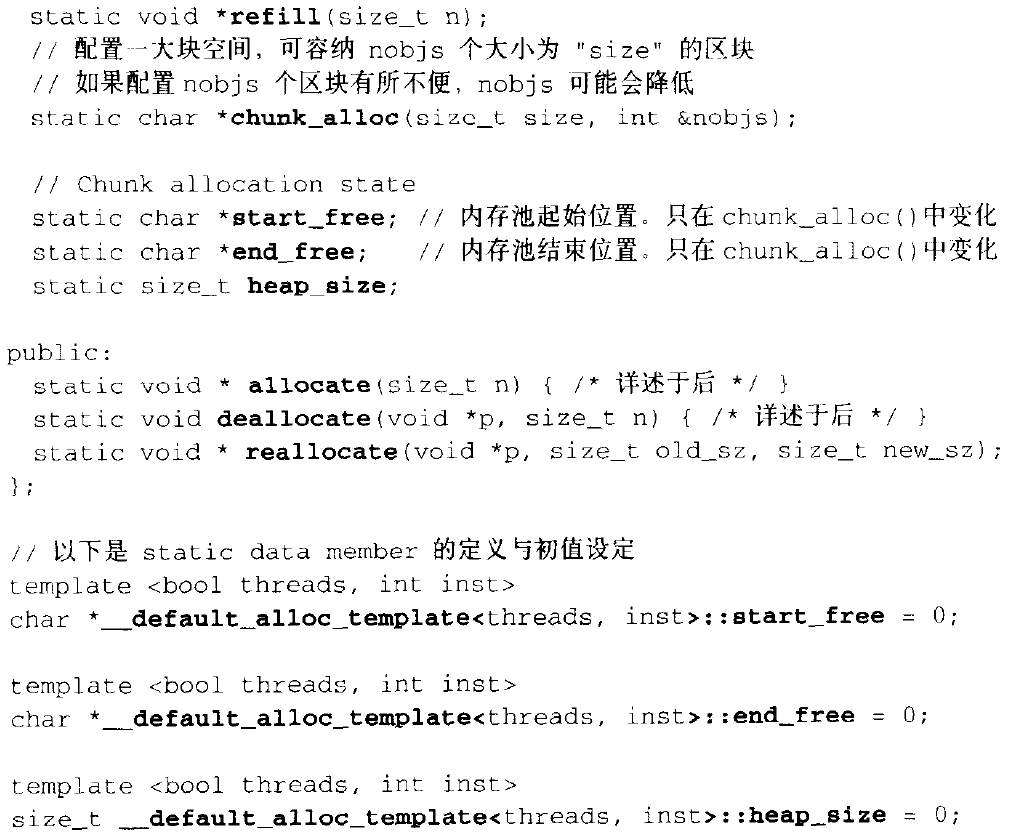 static void *refill(size_t n);
// 配置一大块空间，可容纳 nobjs 个大小为 "size" 的区块
// 如果配置 nobjs 个区块有所不便，nobjs 可能会降低
static char *chunk_alloc(size_t size, int &nobjs);
// Chunk allocation state
static char *start_free; // 内存池起始位置。只在 chunk_alloc()中变化
static char *end_free;   // 内存池结束位置。只在 chunk_alloc()中变化
static size_t heap_size;
public:
static void * allocate(size_t n) { /* 详述于后 */ }
static void deallocate(void *p, size_t n) { /* 详述于后 */ }
static void * reallocate(void *p, size_t old_sz, size_t new_sz);
};
// 以下是 static data member 的定义与初值设定
template <bool threads, int inst>
char *__default_alloc_template<threads, inst>::start_free = 0;
template <bool threads, int inst>
char *__default_alloc_template<threads, inst>::end_free = 0;
template <bool threads, int inst>
size_t __default_alloc_template<threads, inst>::heap_size = 0;